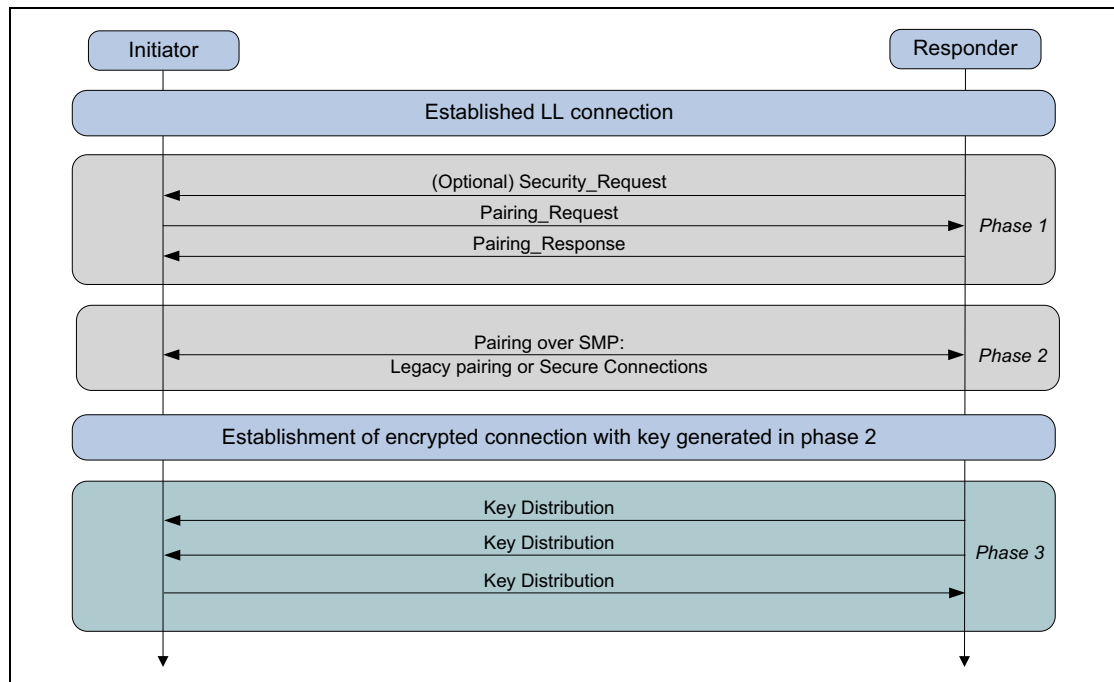 Initiator
Responder
Established LL connection
(Optional) Security_Request
Pairing_Request
Phase 1
Pairing_Response
Pairing over SMP:
Phase 2
Legacy pairing or Secure Connections
Establishment of encrypted connection with key generated in phase 2
Key Distribution
Key Distribution
Phase 3
Key Distribution